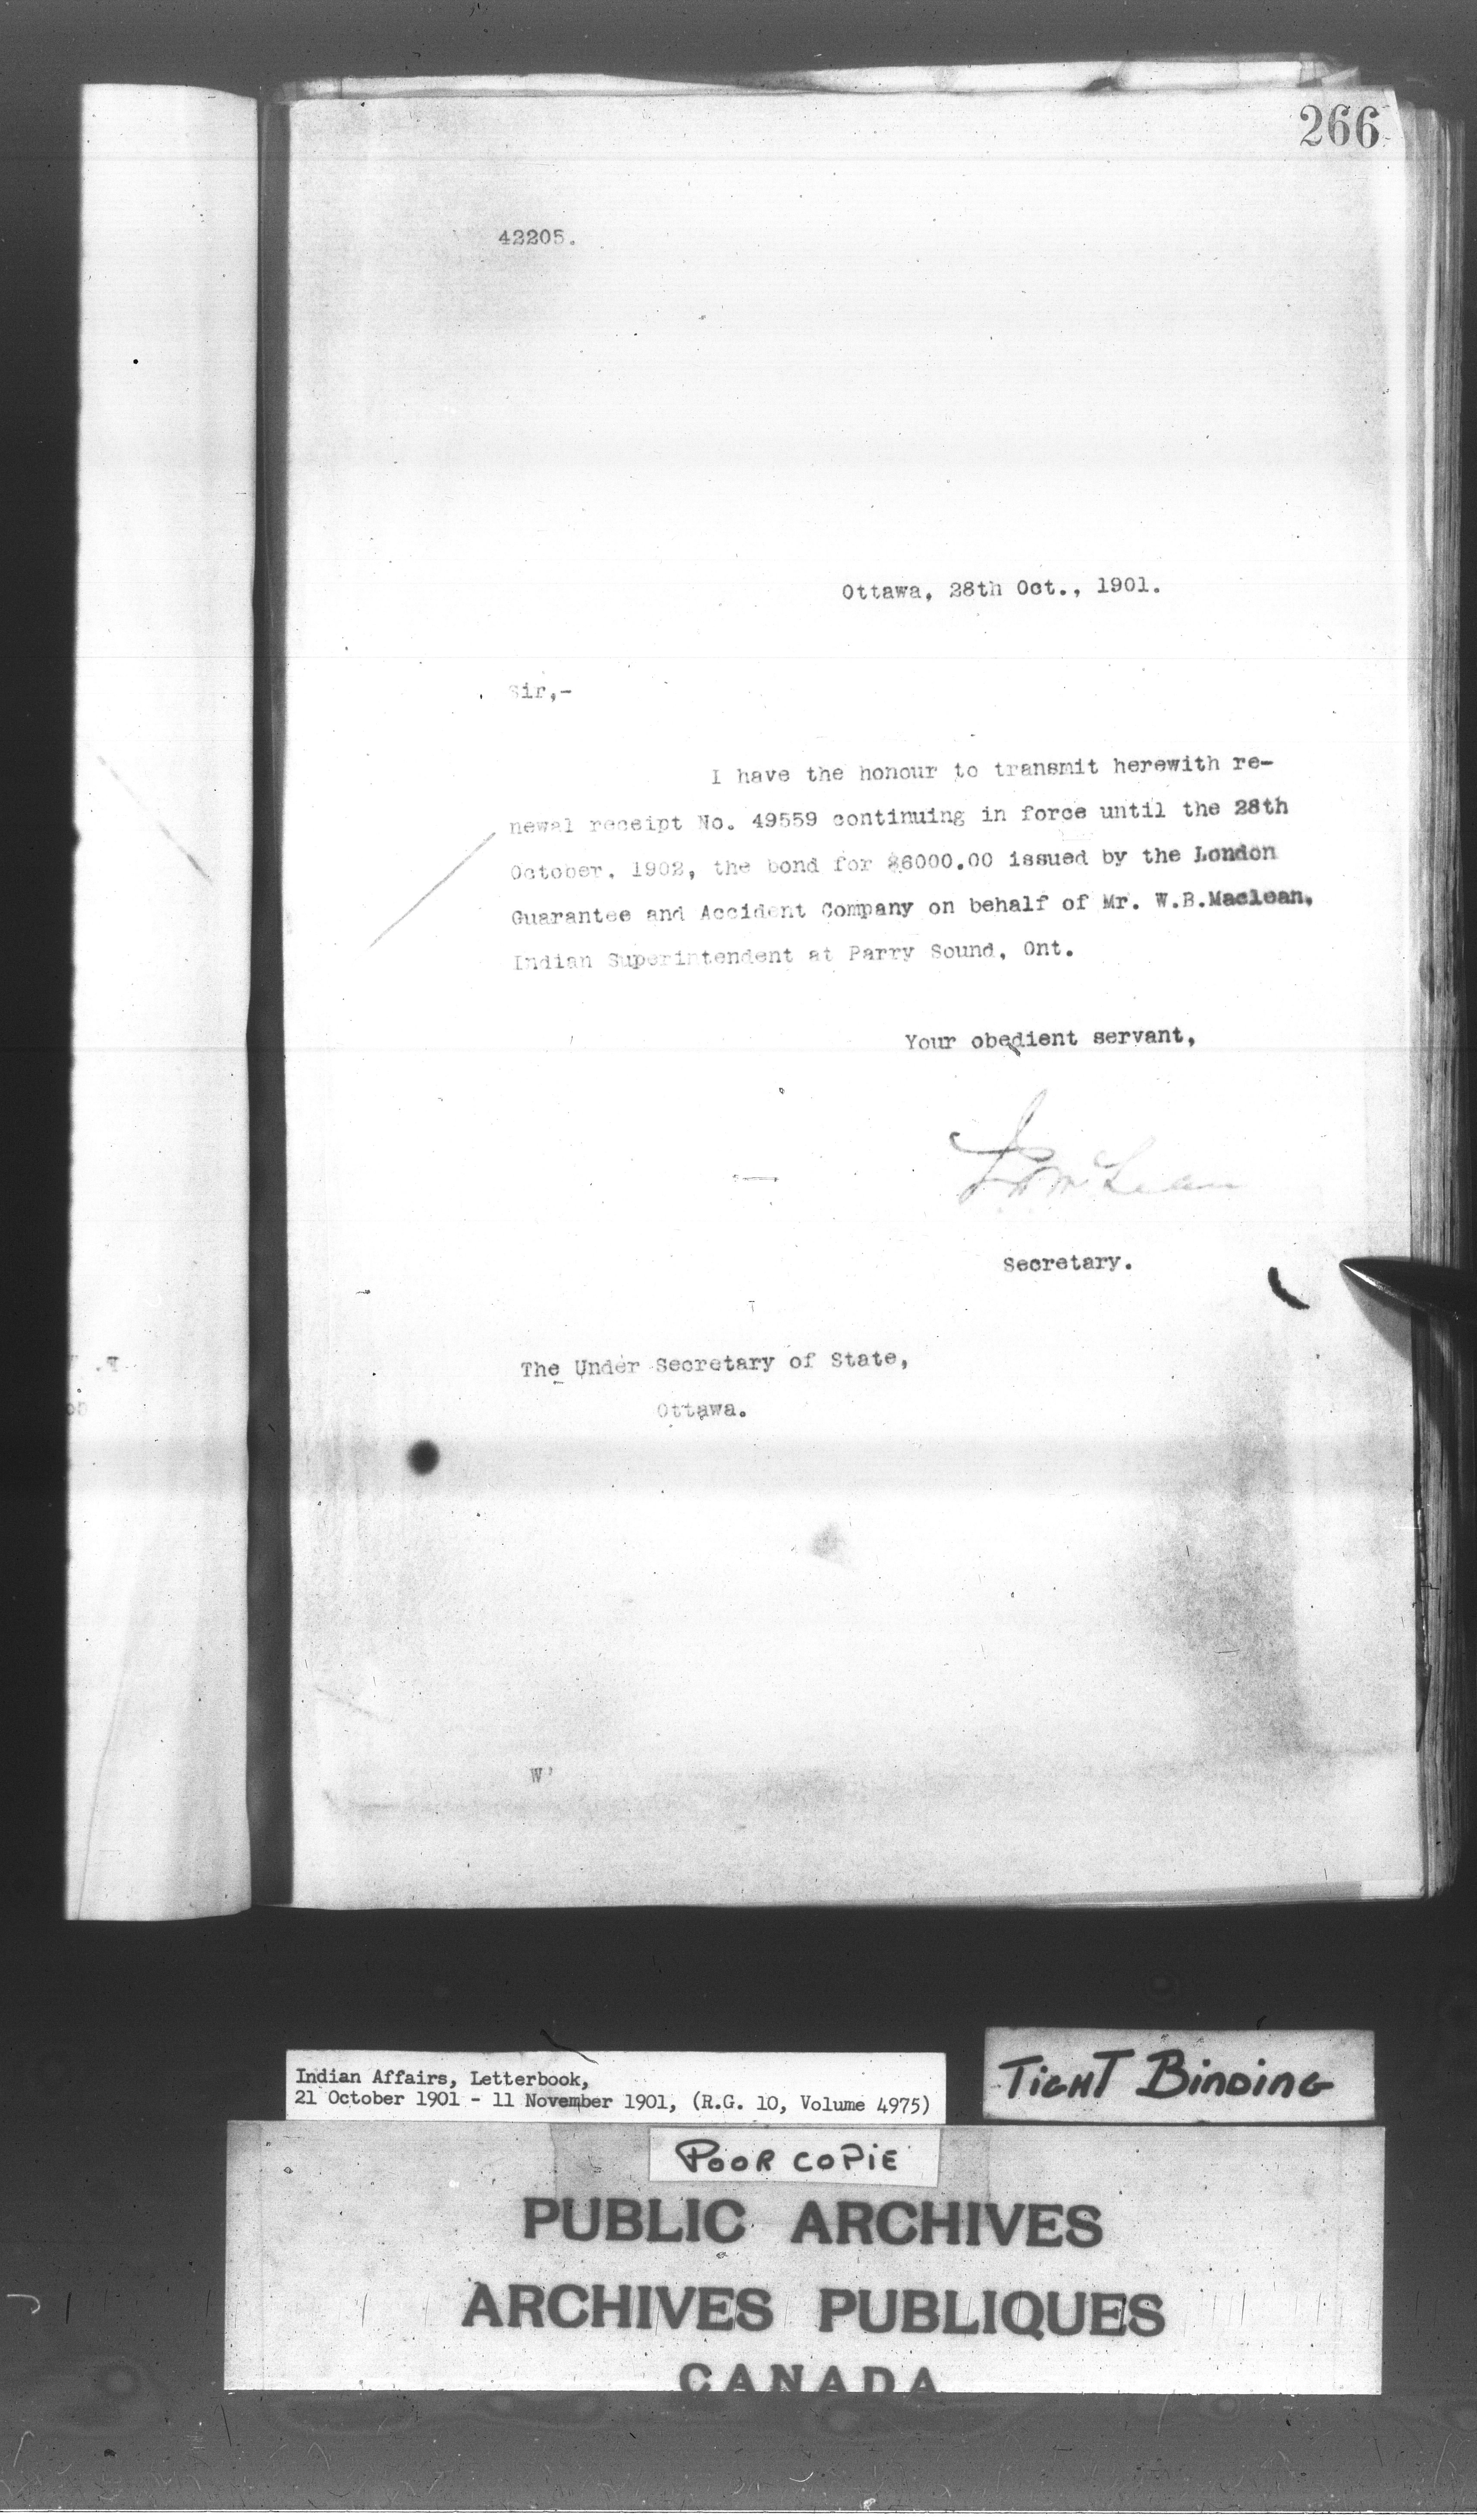 266
42205.
Ottawa, 28th Oct., 1901.
Sir,-
I have the honour to transmit herewith re-
newal receipt No. 49559 continuing in force until the 28th
October, 1902, the bond for $6000.00 issued by the London
Guarantee and Accident Company on behalf of Mr. W.B.Maclean,
Indian Superintendent at Parry Sound, Ont.
Your obedient servant,
Secretary.
The Under Secretary of State,
Ottawa.
W
Indian Affairs, Letterbook,
21 October 1901 - 11 November 1901, (R.G. 10, Volume 4975)
TIGHT BINDING
POOR COPIE
PUBLIC ARCHIVES
ARCHIVES PUBLIQUES
CANADA